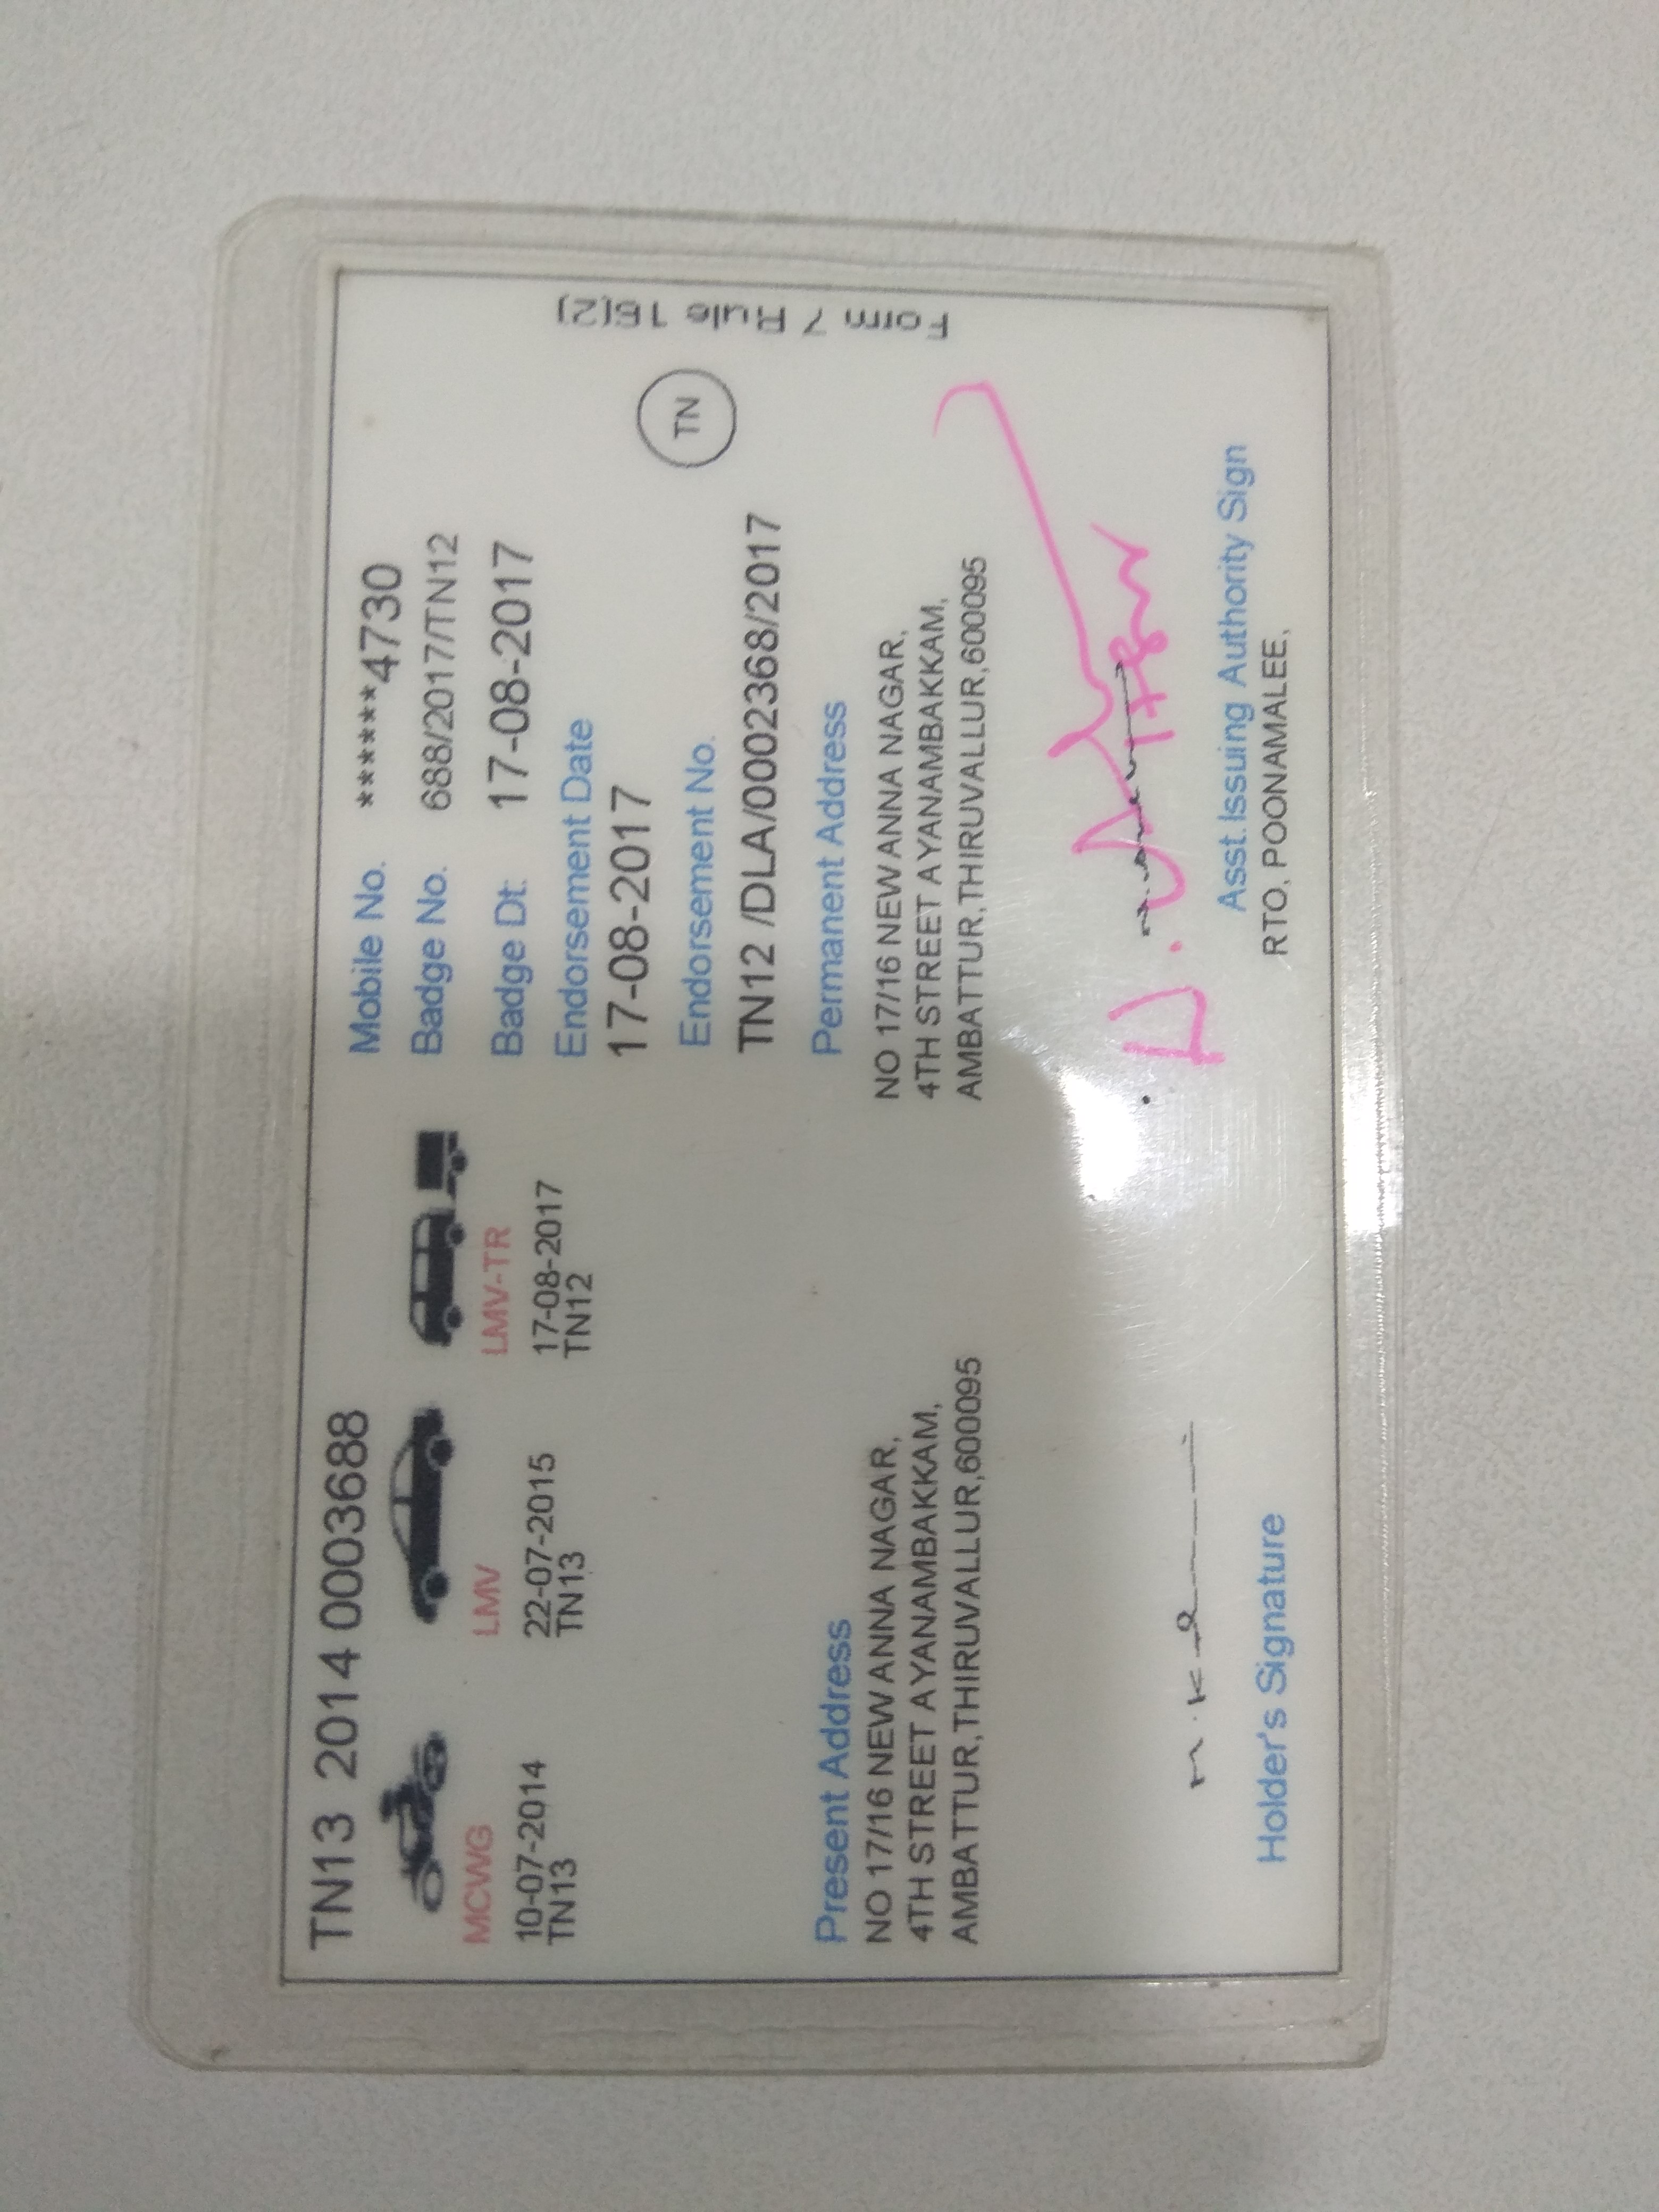 TN13 2014 0003688
MCWG
10-07-2014
TN13
LMV
22-07-2015
TN13
LMV-TR
17-08-2017
TN12
Mobile No. ******4730
Badge No. 688/2017/TN12
Badge Dt. 17-08-2017
Endorsement Date
17-08-2017
Endorsement No.
TN12 /DLA/0002368/2017
TN
Form 7 Rule 16(2)
Present Address
NO 17/16 NEW ANNA NAGAR,
4TH STREET AYANAMBAKKAM,
AMBATTUR,THIRUVALLUR,600095
Permanent Address
NO 17/16 NEW ANNA NAGAR,
4TH STREET AYANAMBAKKAM,
AMBATTUR,THIRUVALLUR,600095
Holder's Signature
Asst.Issuing Authority Sign
RTO, POONAMALEE,